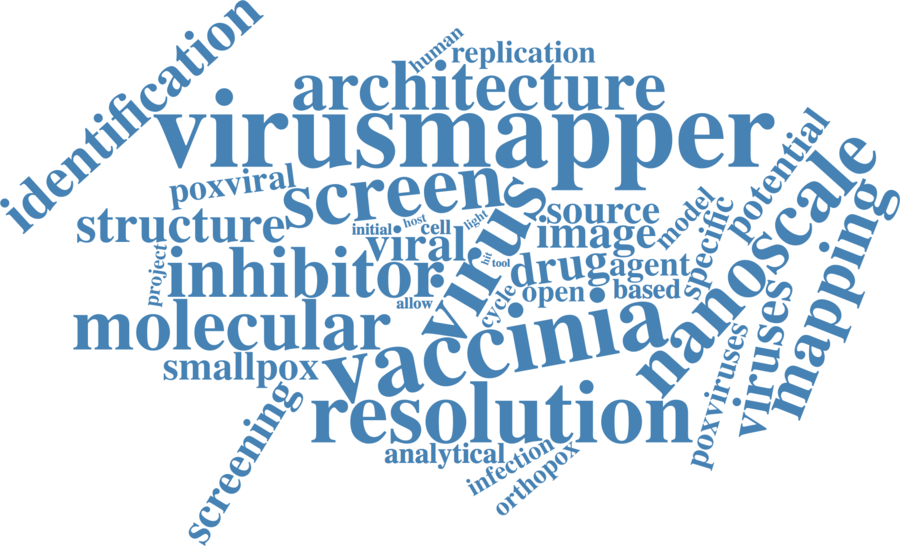 identification
human
replication
architecture
virusmapper
potential
poxviral
screen
nanoscale
mapping
structure
initial
host
cell
light
virus
source
model
specific
viral
image
project
inhibitor
hit
tool
drug
agent
allow
cycle
open
based
molecular
vaccinia
viruses
poxviruses
smallpox
resolution
screening
analytical
infection
orthopox